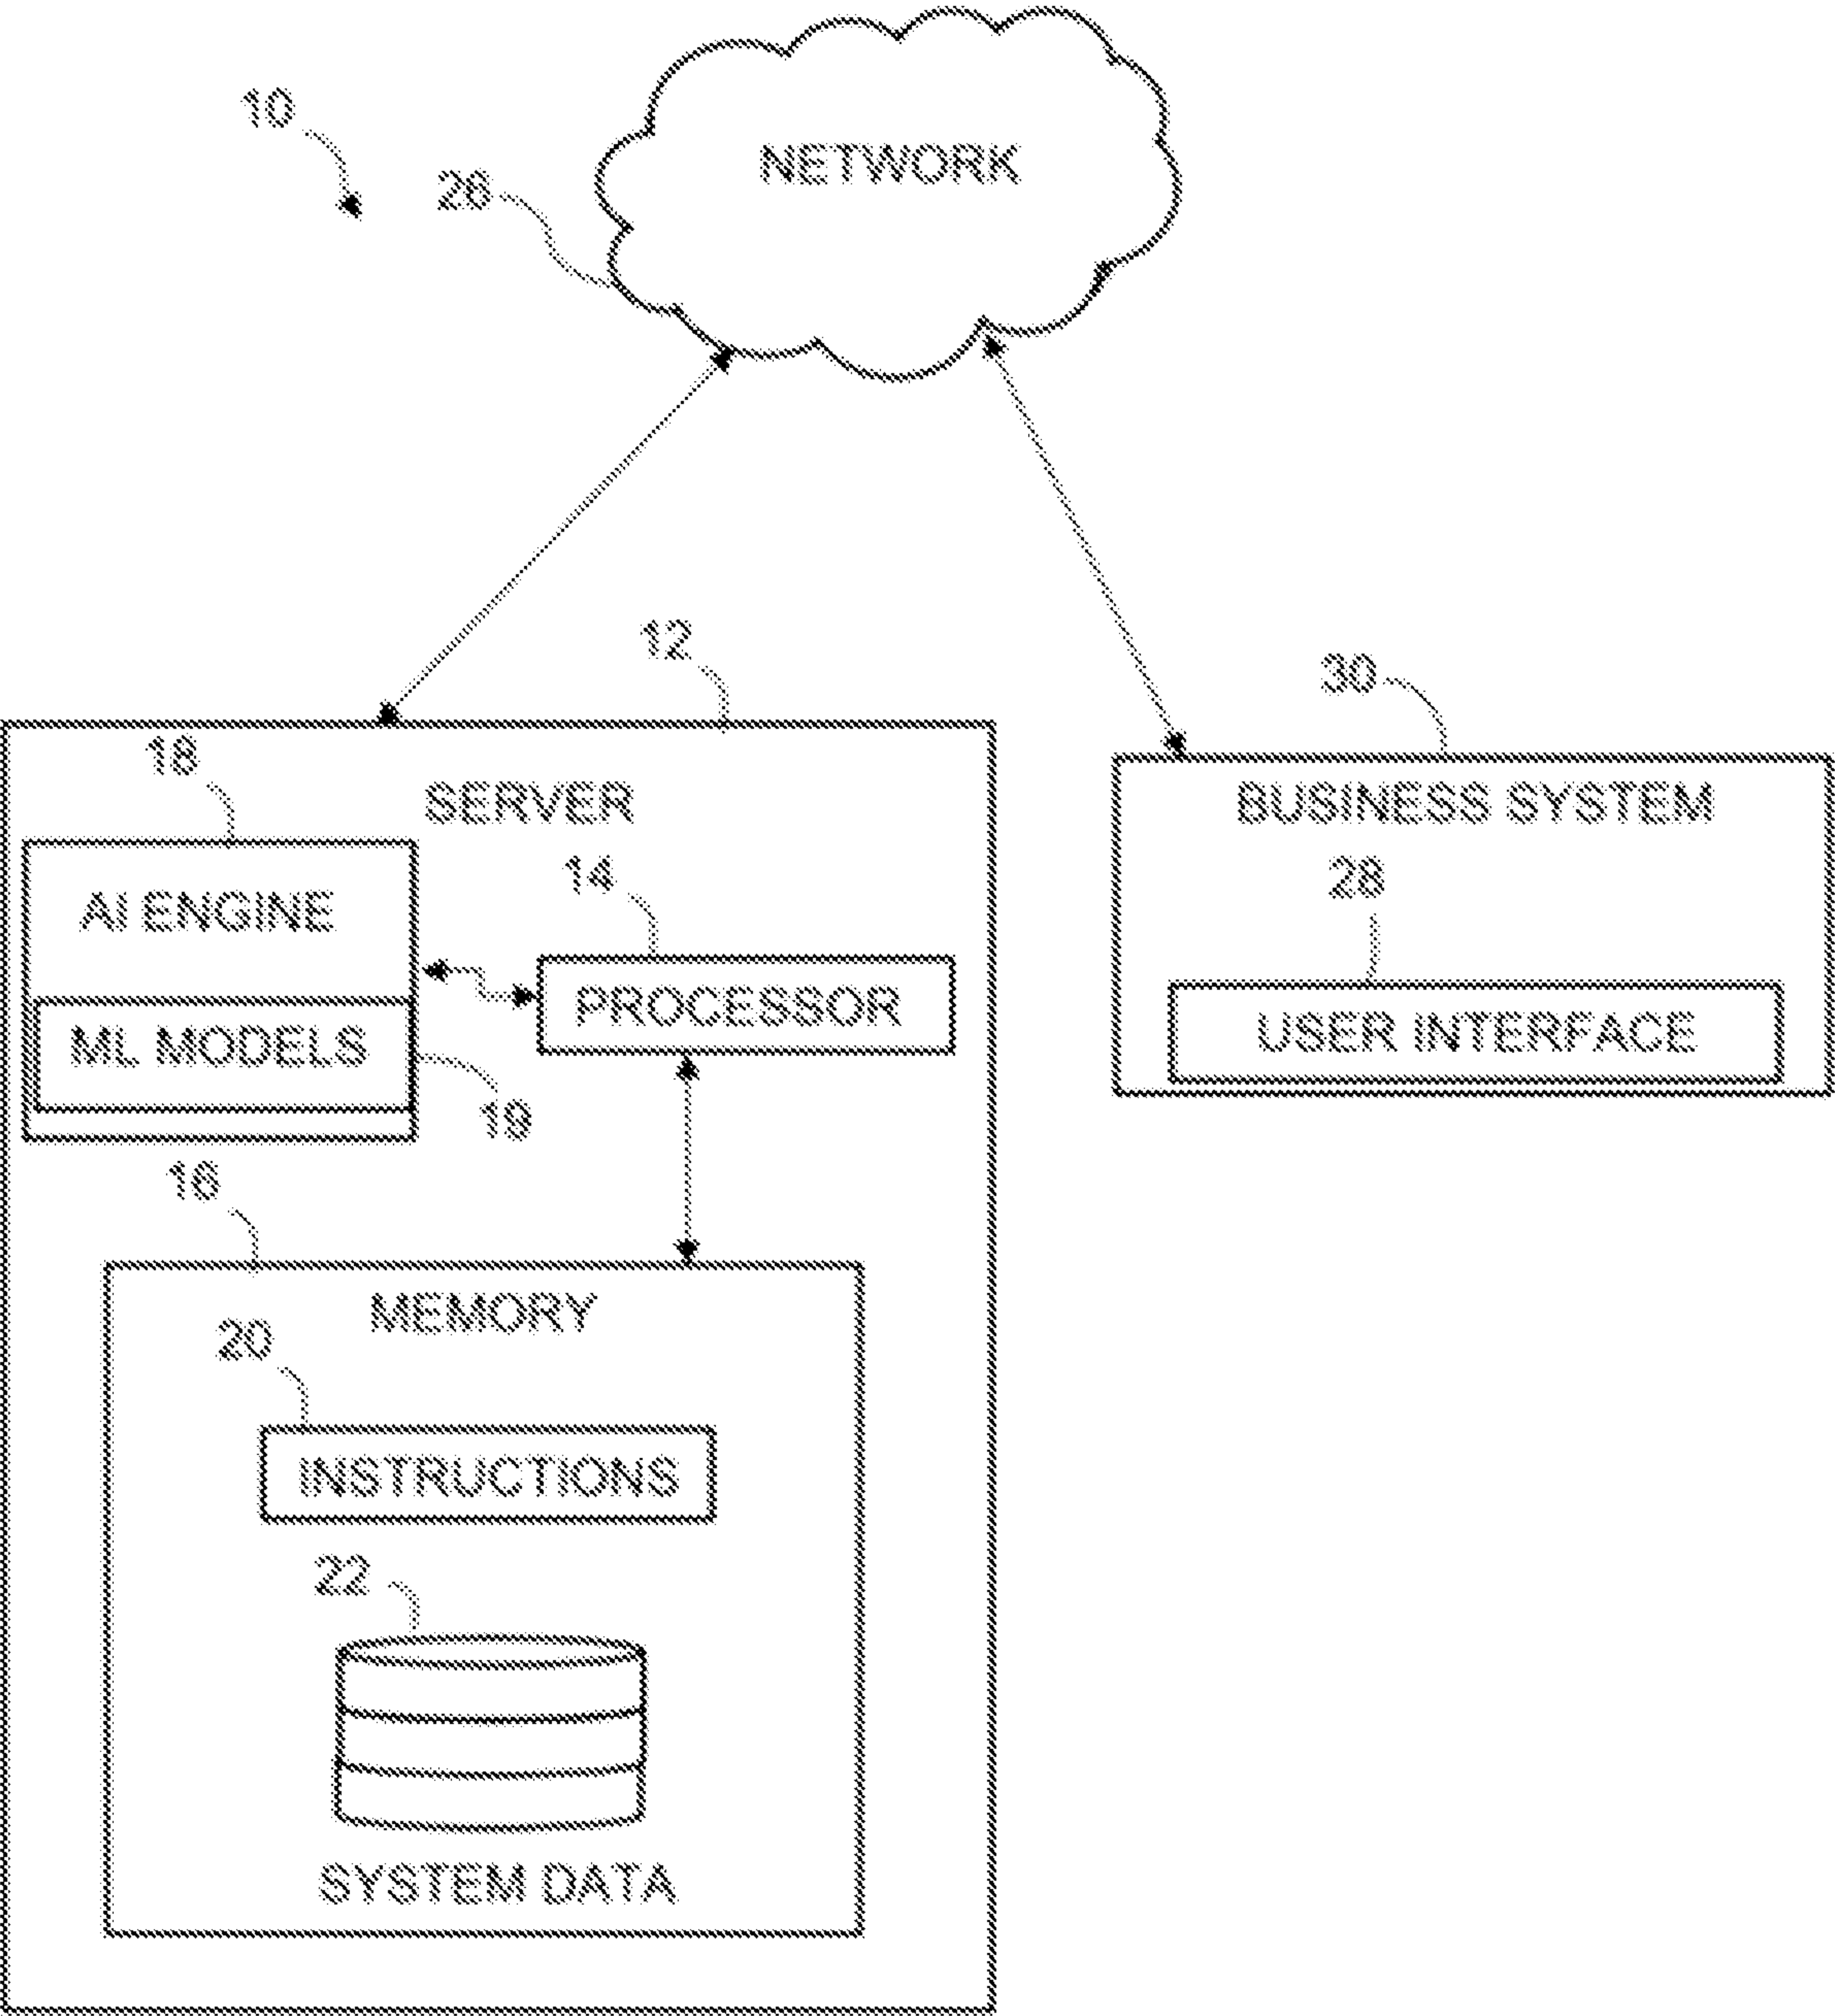 10
NETWORK
26
12
30
18
SERVER
BUSINESS SYSTEM
14
28
AI ENGINE
PROCESSOR
USER INTERFACE
ML MODELS
19
16
MEMORY
20
INSTRUCTIONS
22
SYSTEM DATA